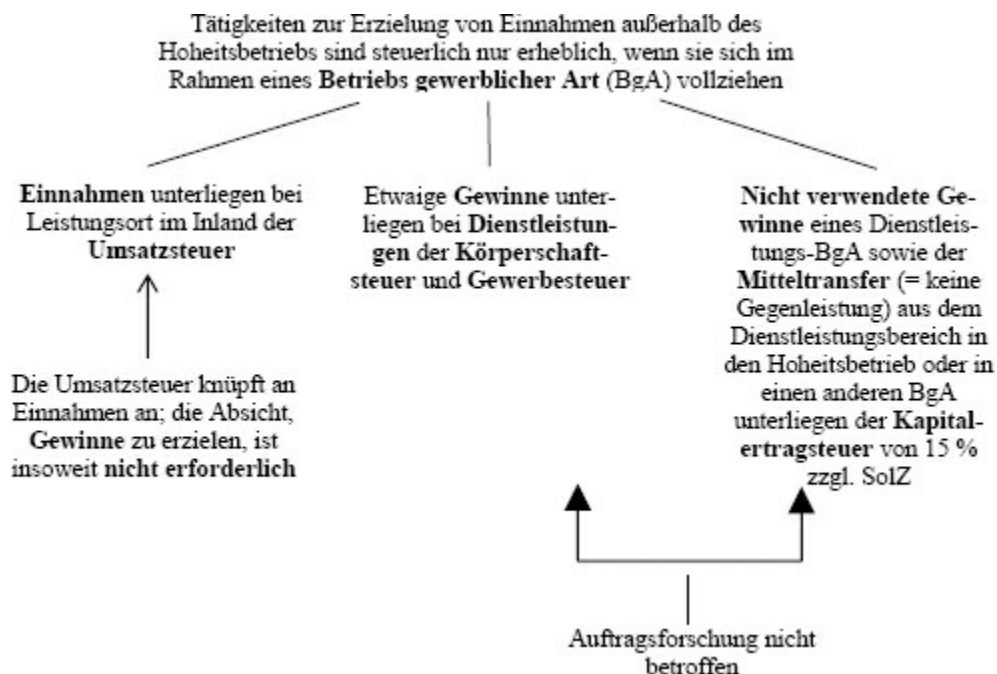 Tätigkeiten zur Erzielung von Einnahmen außerhalb des
Hoheitsbetriebs sind steuerlich nur erheblich, wenn sie sich im
Rahmen eines Betriebs gewerblicher Art (BgA) vollziehen
Einnahmen unterliegen bei
Leistungsort im Inland der
Umsatzsteuer
Die Umsatzsteuer knüpft an
Einnahmen an; die Absicht,
Gewinne zu erzielen, ist
insoweit nicht erforderlich
Etwaige Gewinne unter-
liegen bei Dienstleistun-
gen der Körperschaft-
steuer und Gewerbesteuer
Nicht verwendete Ge-
winne eines Dienstleis-
tungs-BgA sowie der
Mitteltransfer (= keine
Gegenleistung) aus dem
Dienstleistungsbereich in
den Hoheitsbetrieb oder in
einen anderen BgA
unterliegen der Kapital-
ertragsteuer von 15 %
zzgl. SolZ
Auftragsforschung nicht
betroffen